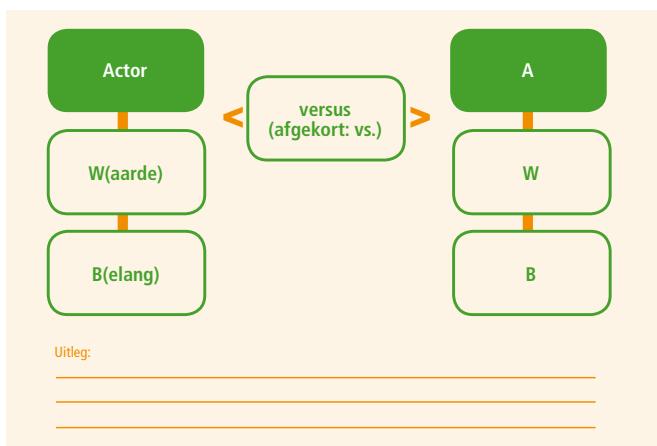 Actor
<
versus
(afgekort: vs.)
>
A
W(aarde)
W
B(elang)
B
Uitleg: